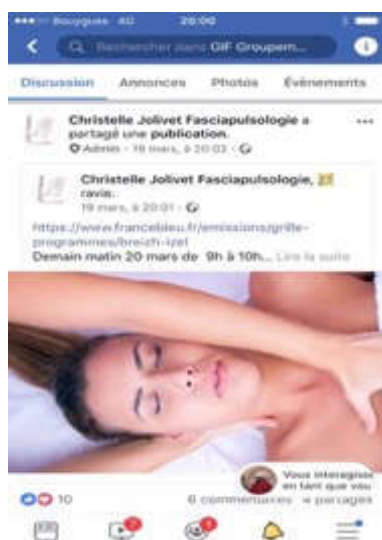 Bouygues 4G 20:06
Rechercher dans GIF Groupem...
Discussion Annonces Photos Évènements
Christelle Jolivet Fasciapulsologie a
partagé une publication.
Admin · 19 mars, à 20:03 ·
Christelle Jolivet Fasciapulsologie,
ravie.
19 mars, à 20:01 ·
https://www.francebleu.fr/emissions/grille-
programmes/breizh-izel
Demain matin 20 mars de 9h à 10h... Lire la suite
Vous interagissez
en tant que vou
10
6 commentaires 4 partages